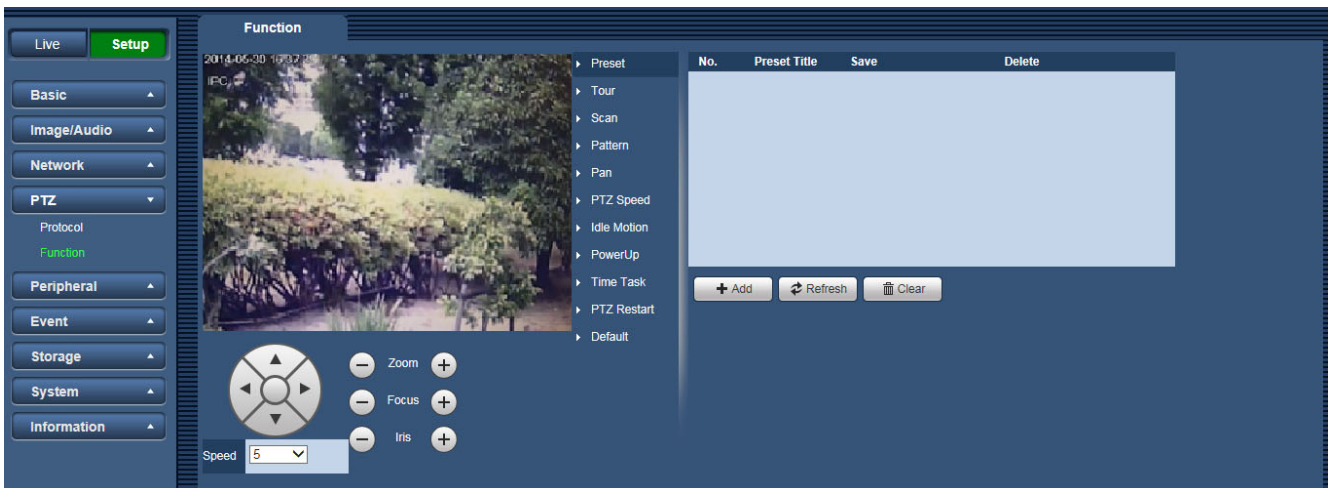 Live Setup
Basic
Image/Audio
Network
PTZ
Protocol
Function
Peripheral
Event
Storage
System
Information
Function
IPC
Preset
Tour
Scan
Pattern
Pan
PTZ Speed
Idle Motion
PowerUp
Time Task
PTZ Restart
Default
Zoom
Focus
Iris
Speed 5
No. Preset Title Save Delete
Add Refresh Clear